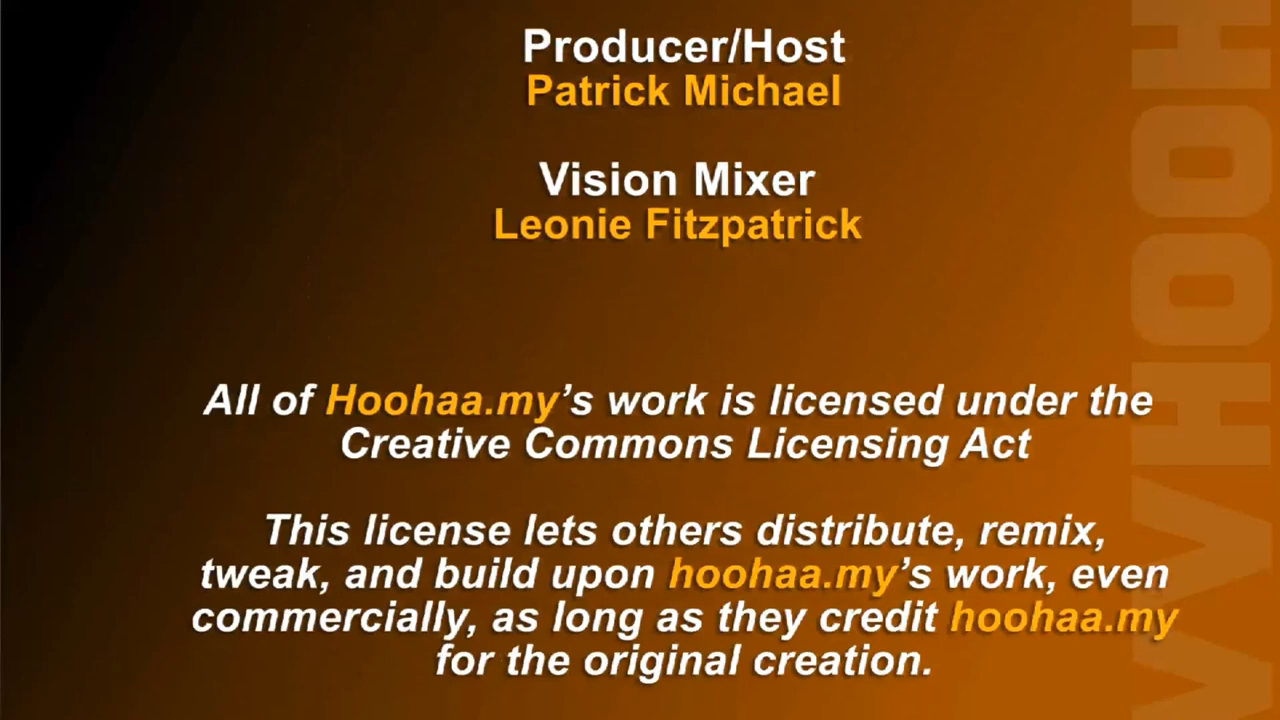 Producer/Host
Patrick Michael
Vision Mixer
Leonie Fitzpatrick
All of Hoohaa.my’s work is licensed under the
Creative Commons Licensing Act
This license lets others distribute, remix,
tweak, and build upon hoohaa.my’s work, even
commercially, as long as they credit hoohaa.my
for the original creation.
WHOOH